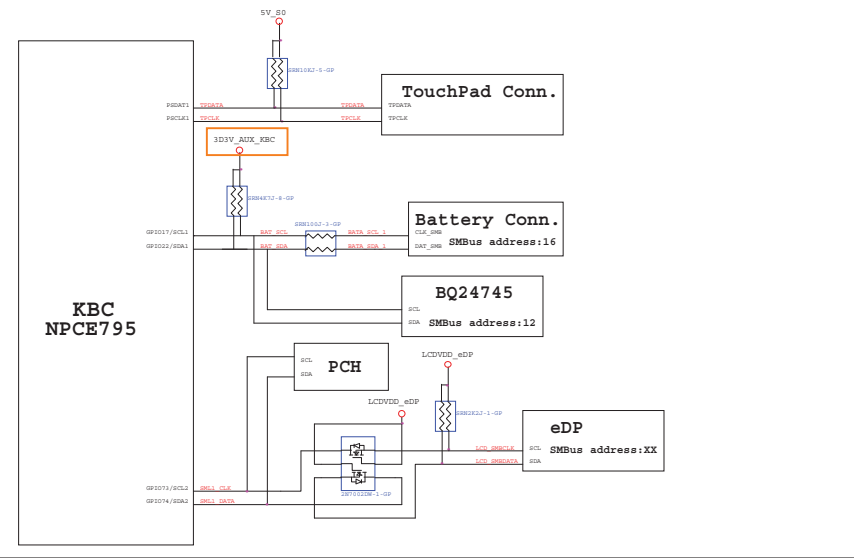 5V_S0
SRN10KJ-5-GP
TouchPad Conn.
PSDAT1 TPDATA TPDATA TPDATA
PSCLK1 TPCLK TPCLK TPCLK
3D3V_AUX_KBC
SRN4K7J-8-GP
Battery Conn.
SRN100J-3-GP
GPIO17/SCL1 BAT_SCL BATA_SCL_1 CLK_SMB
GPIO22/SDA1 BAT_SDA BATA_SDA_1 DAT_SMB SMBus address:16
BQ24745
SCL
SDA SMBus address:12
KBC
NPCE795
LCDVDD_eDP
SCL
SDA
PCH
LCDVDD_eDP
SRN2K2J-1-GP
eDP
LCD_SMBCLK SCL SMBus address:XX
LCD_SMBDATA SDA
GPIO73/SCL2 SML1_CLK
2N7002DW-1-GP
GPIO74/SDA2 SML1_DATA